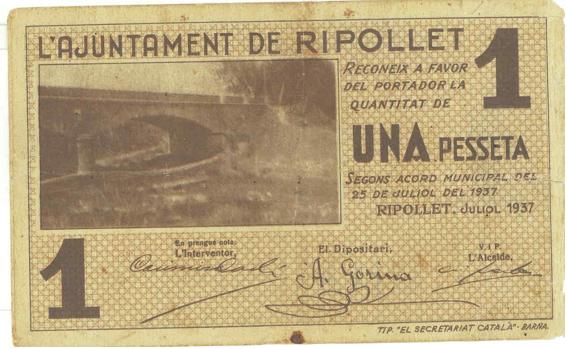 L'AJUNTAMENT DE RIPOLLET
1
RECONEIX A FAVOR
DEL PORTADOR LA
QUANTITAT DE
UNA PESSETA
SEGONS ACORD MUNICIPAL DEL
25 DE JULIOL DEL 1937
RIPOLLET, JULIOL 1937
1
En prengué nota:
L'Interventor,
El Dipositari,
V.I P.
L'Alcalde,
A. Gorina
TIP. "EL SECRETARIAT CATALÀ" - BARNA.